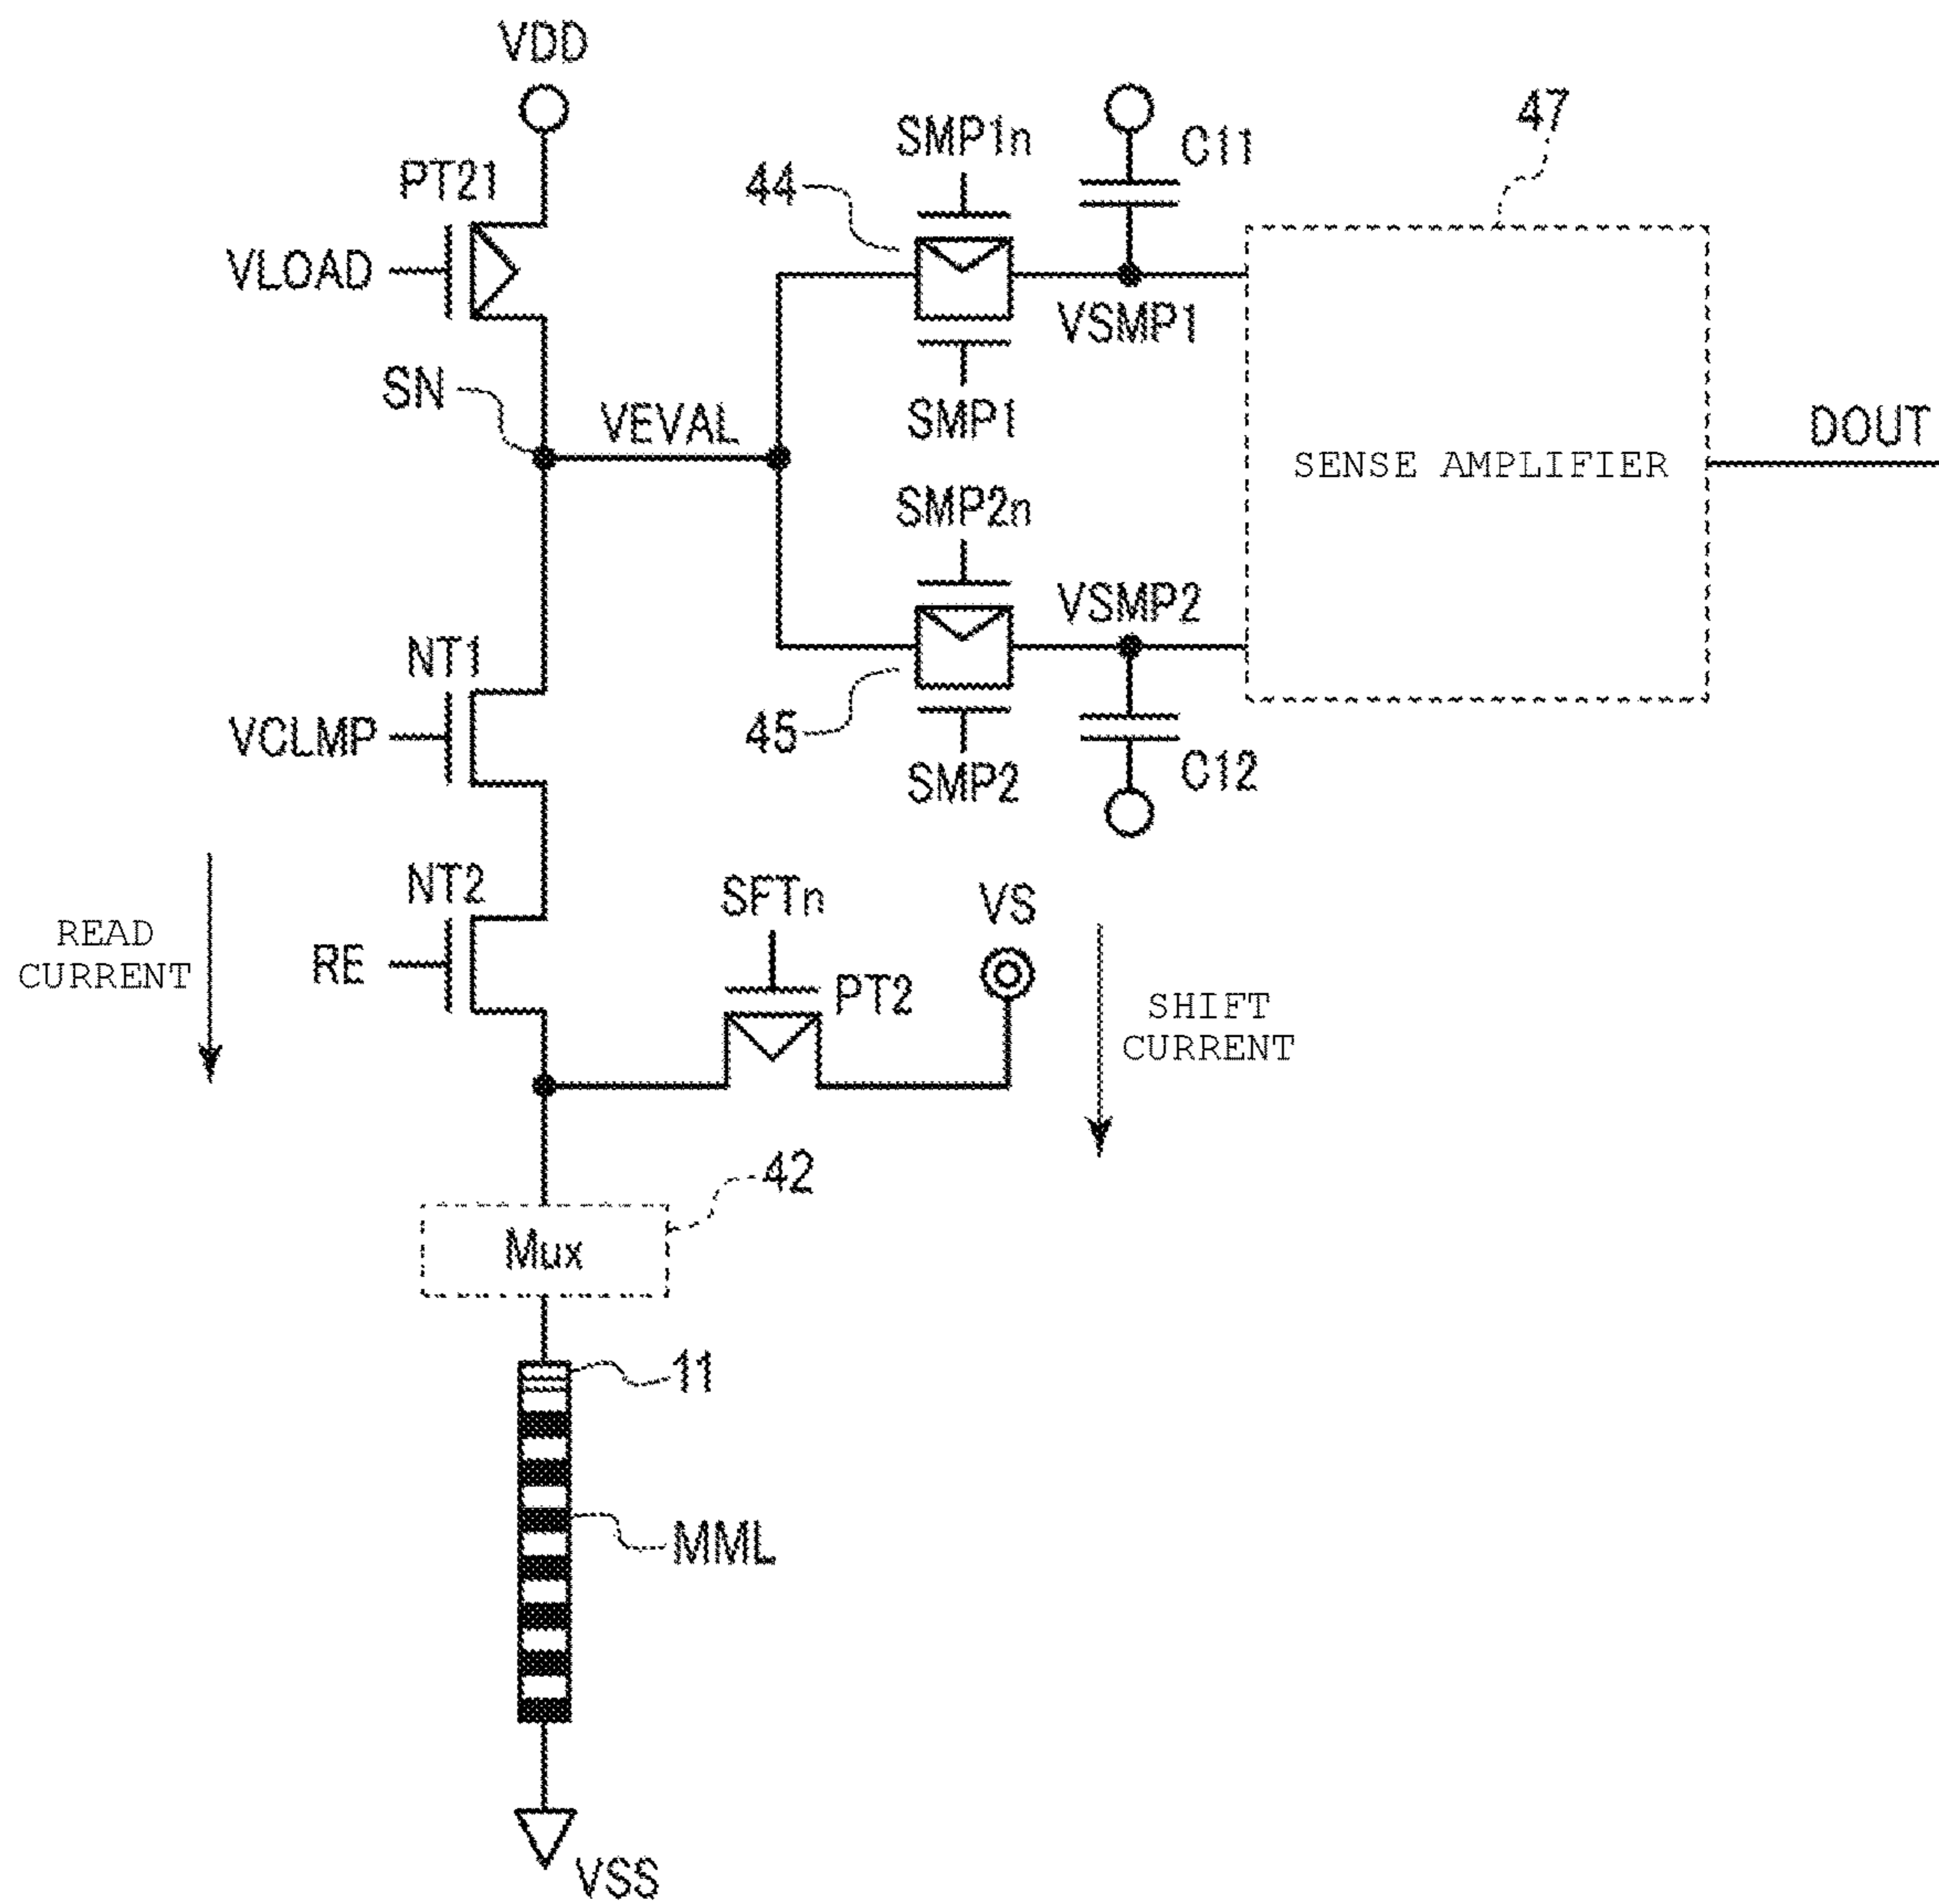 VDD
PT21
VLOAD
SN
VEVAL
44
SMP1n
C11
47
VSMP1
SMP1
SENSE AMPLIFIER
DOUT
SMP2n
VSMP2
45
SMP2
C12
NT1
VCLMP
NT2
RE
READ
CURRENT
SFTn
PT2
VS
SHIFT
CURRENT
42
Mux
11
MML
VSS